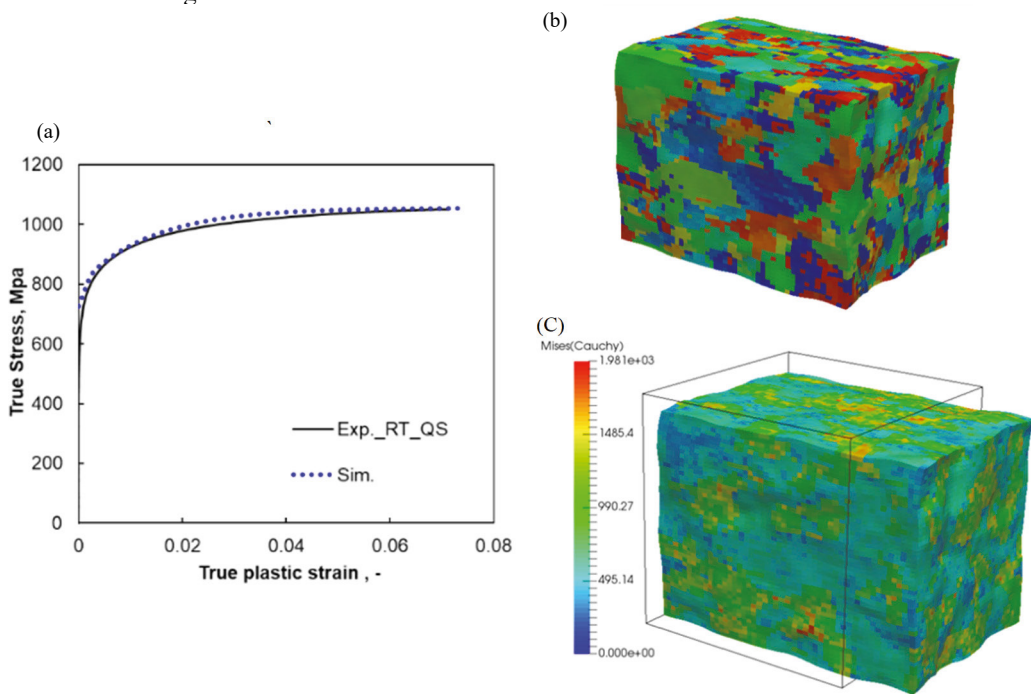 (a)
`
1200
1000
800
600
400
200
0
True Stress, Mpa
Exp._RT_QS
Sim.
0 0.02 0.04 0.06 0.08
True plastic strain , -
(b)
(C)
Mises(Cauchy)
1.981e+03
1485.4
990.27
495.14
0.000e+00